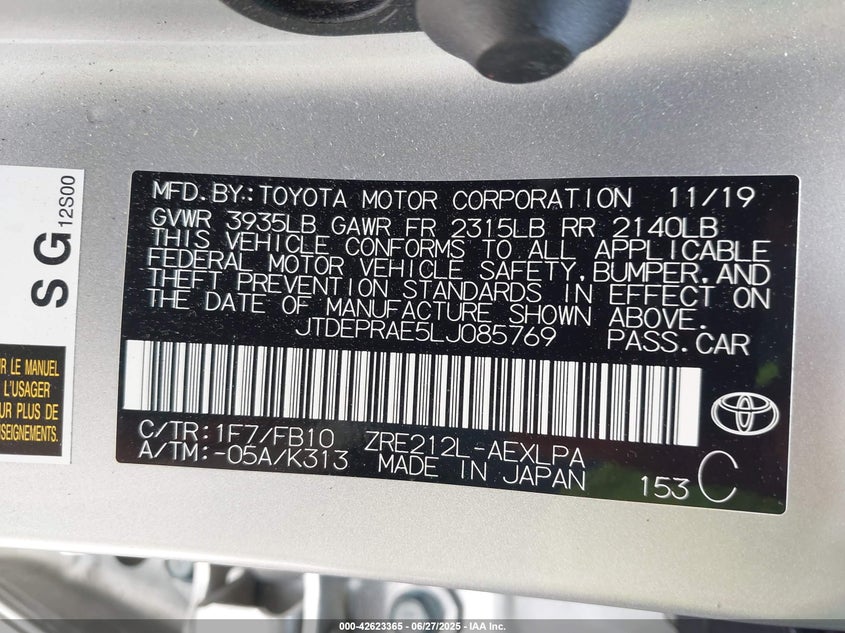 MFD. BY: TOYOTA MOTOR CORPORATION 11/19
GVWR 3935LB GAWR FR 2315LB RR 2140LB
THIS VEHICLE CONFORMS TO ALL APPLICABLE
FEDERAL MOTOR VEHICLE SAFETY, BUMPER, AND
THEFT PREVENTION STANDARDS IN EFFECT ON
THE DATE OF MANUFACTURE SHOWN ABOVE.
JTDEPRAE5LJ085769 PASS. CAR
C/TR: 1F7/FB10 ZRE212L-AEXLPA
A/TM: -05A/K313 MADE IN JAPAN 153 C
SG
12S00
LE MANUEL
L'USAGER
PLUS DE
000-42623365 - 06/27/2025 - IAA Inc.